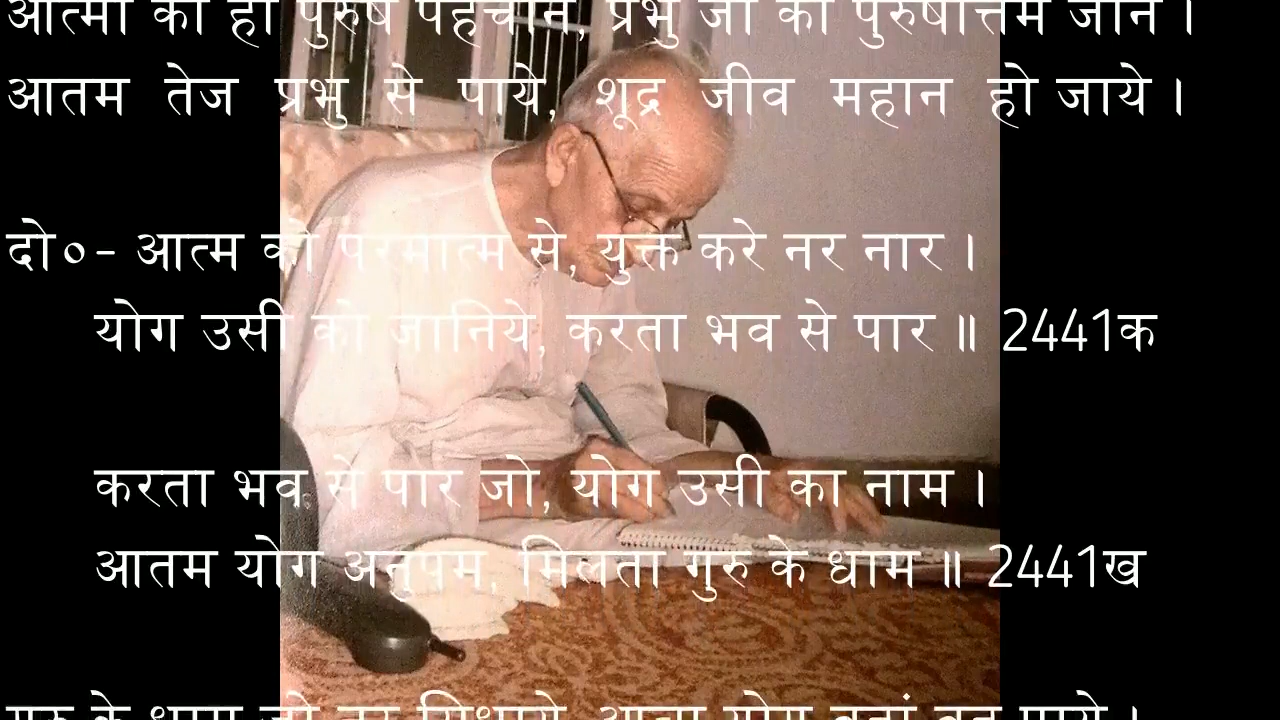 आत्मा को ही पुरुष पहचान, प्रभु जी को पुरुषोत्तम जान ।
आतम तेज प्रभु से पाये, शूद्र जीव महान हो जाये ।
दो०- आत्म को परमात्म से, युक्त करे नर नार ।
योग उसी को जानिये, करता भव से पार ॥ 2441क
करता भव से पार जो, योग उसी का नाम ।
आतम योग अनुपम, मिलता गुरु के धाम ॥ 2441ख
गुरु के धाम जो नर